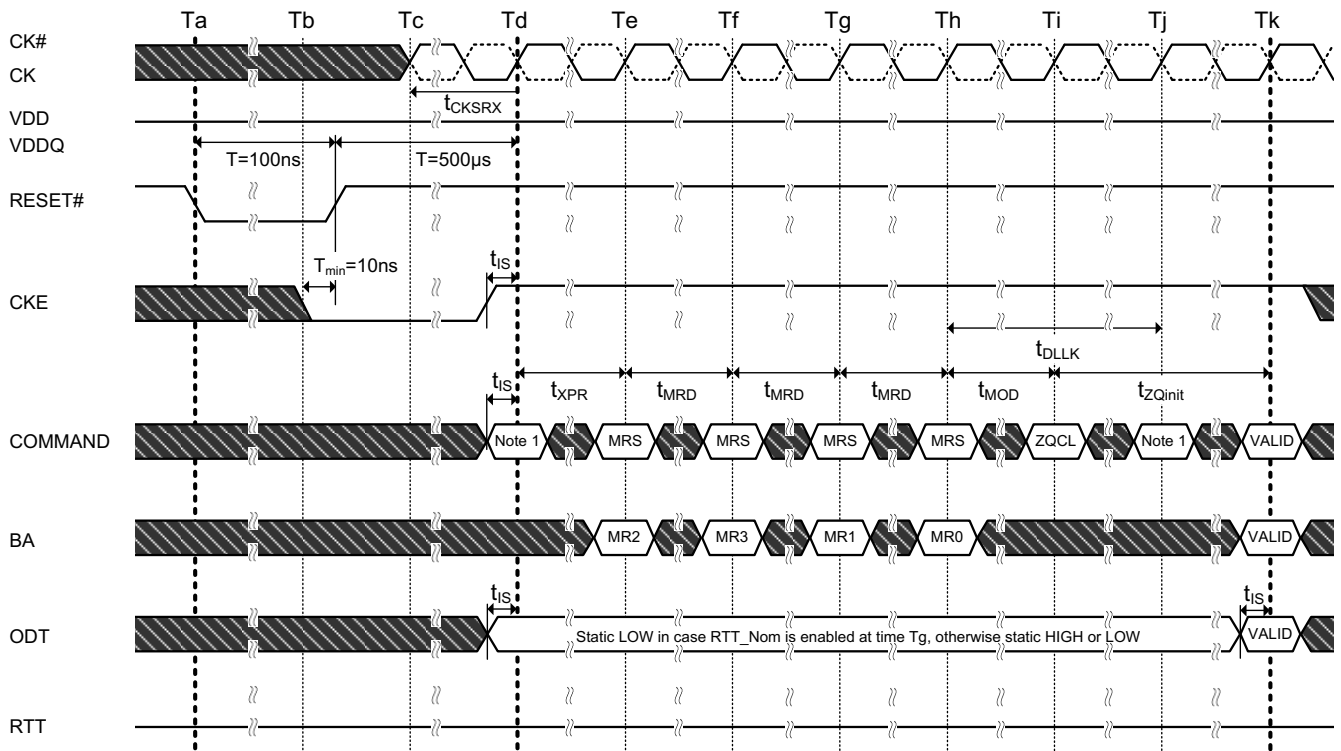 Ta Tb Tc Td Te Tf Tg Th Ti Tj Tk
CK#
CK
tCKSRX
VDD
VDDQ
T=100ns T=500µs
RESET#
Tmin=10ns tIS
CKE
tDLLK
tIS tXPR tMRD tMRD tMRD tMOD tZQinit
COMMAND Note 1 MRS MRS MRS MRS ZQCL Note 1 VALID
BA MR2 MR3 MR1 MR0 VALID
tIS tIS
ODT Static LOW in case RTT_Nom is enabled at time Tg, otherwise static HIGH or LOW VALID
RTT